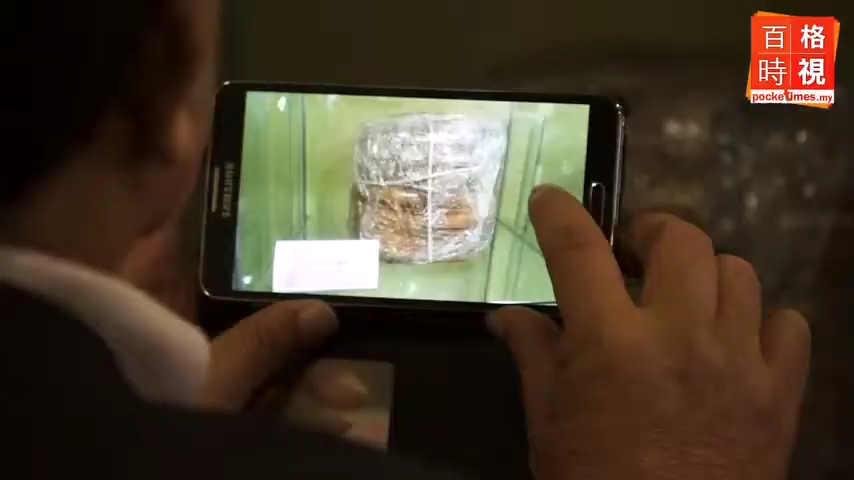 百格
時視
pocketimes.my
SAMSUNG